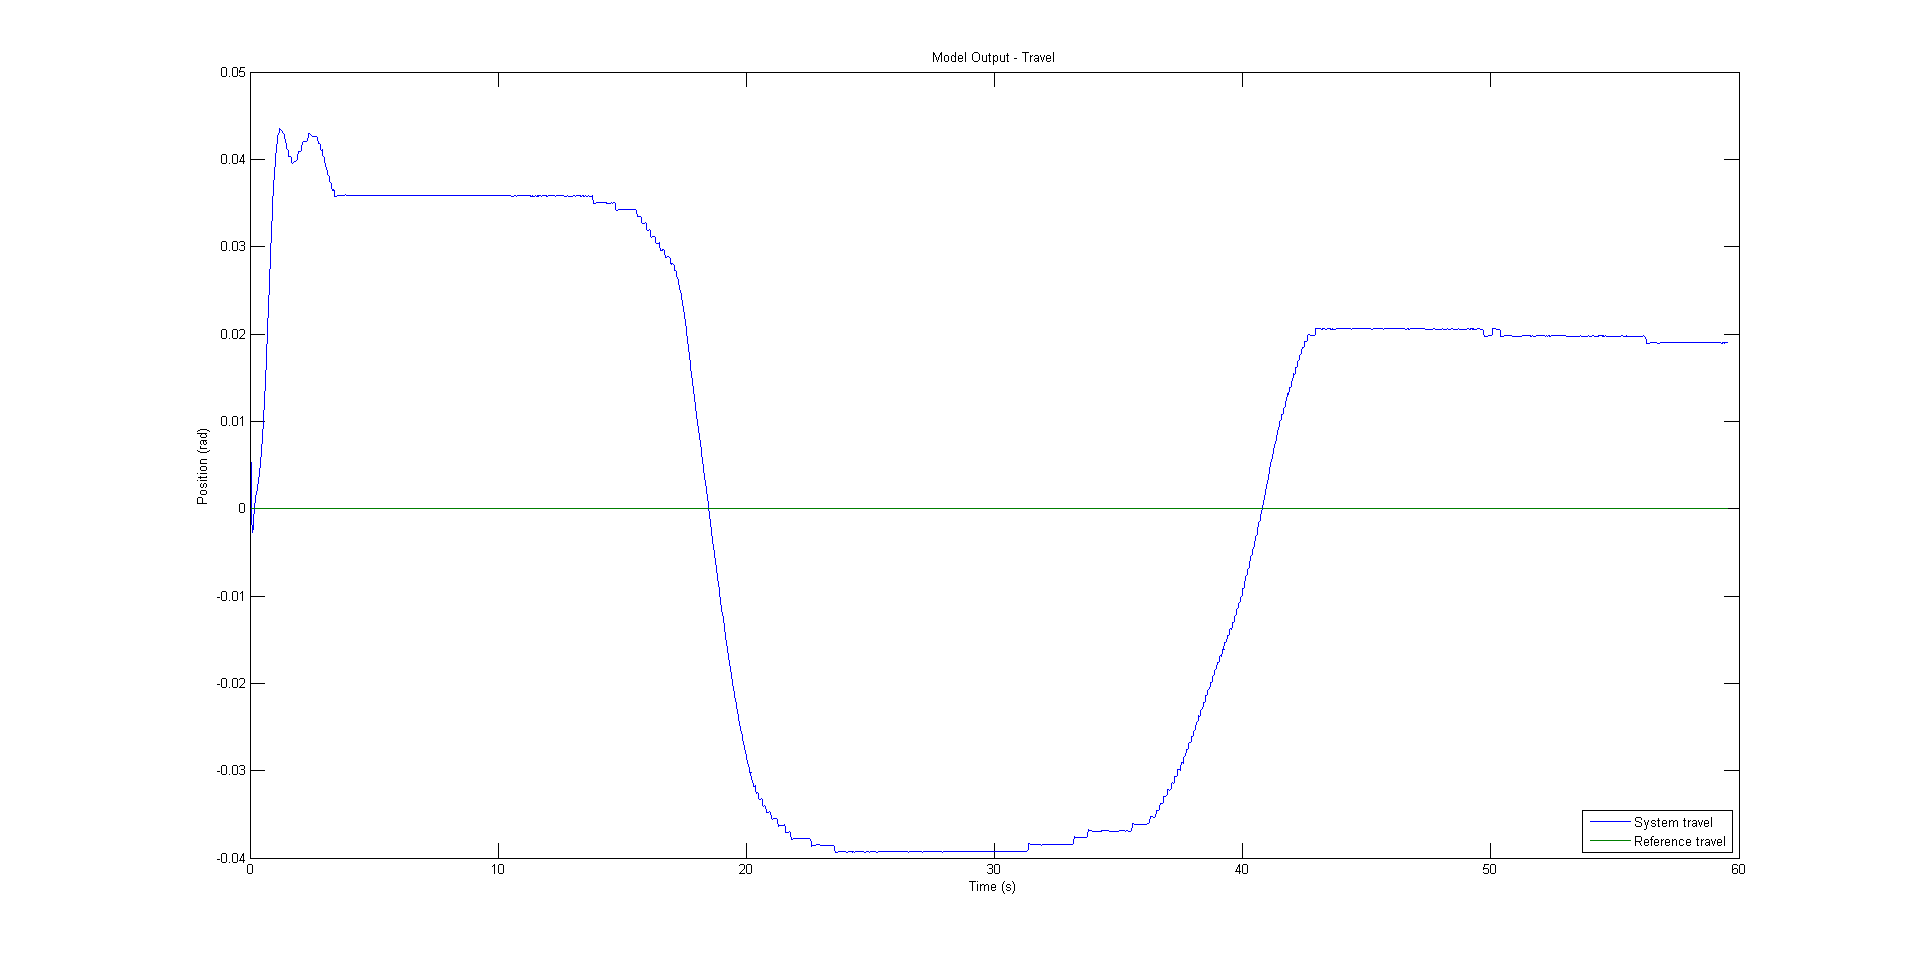 Model Output - Travel
0.05
0.04
0.03
0.02
0.01
0
-0.01
-0.02
-0.03
-0.04
Position (rad)
0 10 20 30 40 50 60
Time (s)
System travel
Reference travel